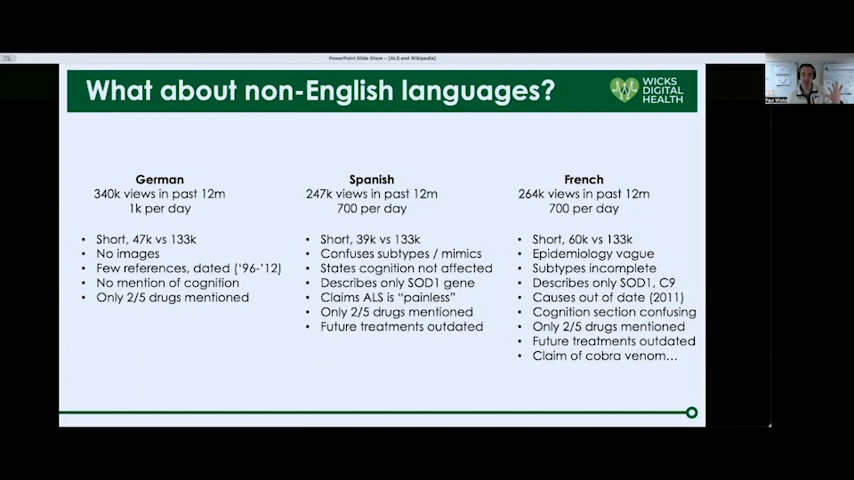 PowerPoint Slide Show - [ALS and Wikipedia]
What about non-English languages?
WICKS
DIGITAL
HEALTH
Paul Wicks
German
340k views in past 12m
1k per day
• Short, 47k vs 133k
• No images
• Few references, dated ('96-'12)
• No mention of cognition
• Only 2/5 drugs mentioned
Spanish
247k views in past 12m
700 per day
• Short, 39k vs 133k
• Confuses subtypes / mimics
• States cognition not affected
• Describes only SOD1 gene
• Claims ALS is “painless”
• Only 2/5 drugs mentioned
• Future treatments outdated
French
264k views in past 12m
700 per day
• Short, 60k vs 133k
• Epidemiology vague
• Subtypes incomplete
• Describes only SOD1, C9
• Causes out of date (2011)
• Cognition section confusing
• Only 2/5 drugs mentioned
• Future treatments outdated
• Claim of cobra venom...